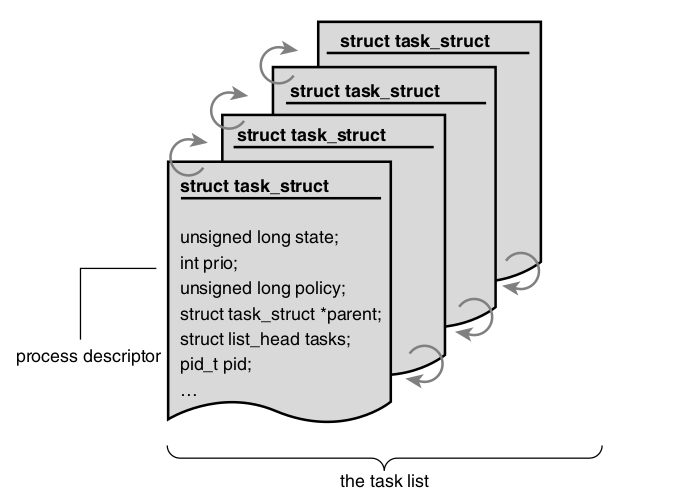 struct task_struct
struct task_struct
struct task_struct
struct task_struct
unsigned long state;
int prio;
unsigned long policy;
struct task_struct *parent;
struct list_head tasks;
pid_t pid;
…
process descriptor
the task list